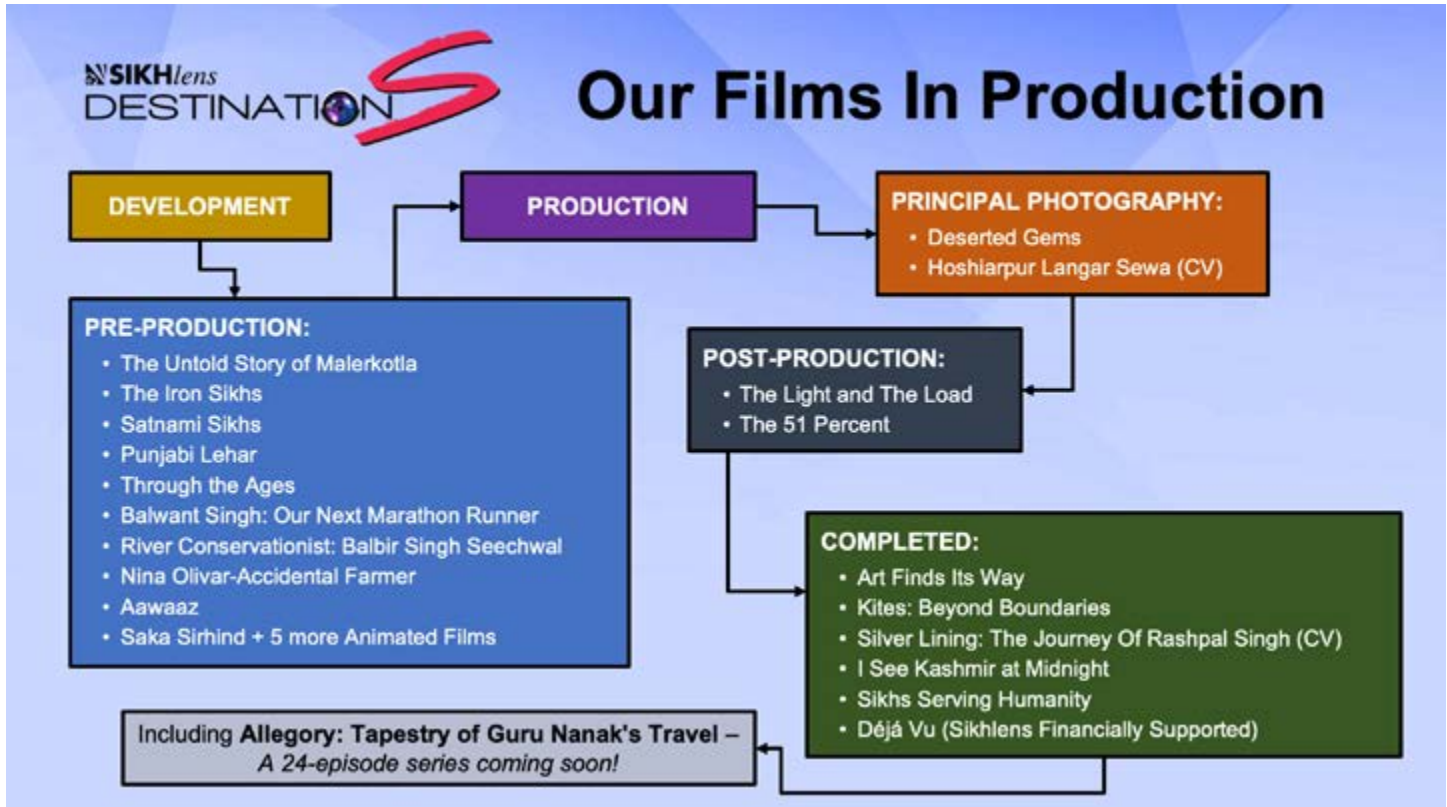 SIKHlens
DESTINATIONS
Our Films In Production
DEVELOPMENT
PRE-PRODUCTION:
• The Untold Story of Malerkotla
• The Iron Sikhs
• Satnami Sikhs
• Punjabi Lehar
• Through the Ages
• Balwant Singh: Our Next Marathon Runner
• River Conservationist: Balbir Singh Seechwal
• Nina Olivar-Accidental Farmer
• Aawaaz
• Saka Sirhind + 5 more Animated Films
PRODUCTION
PRINCIPAL PHOTOGRAPHY:
• Deserted Gems
• Hoshiarpur Langar Sewa (CV)
POST-PRODUCTION:
• The Light and The Load
• The 51 Percent
COMPLETED:
• Art Finds Its Way
• Kites: Beyond Boundaries
• Silver Lining: The Journey Of Rashpal Singh (CV)
• I See Kashmir at Midnight
• Sikhs Serving Humanity
• Déjá Vu (Sikhlens Financially Supported)
Including Allegory: Tapestry of Guru Nanak's Travel –
A 24-episode series coming soon!